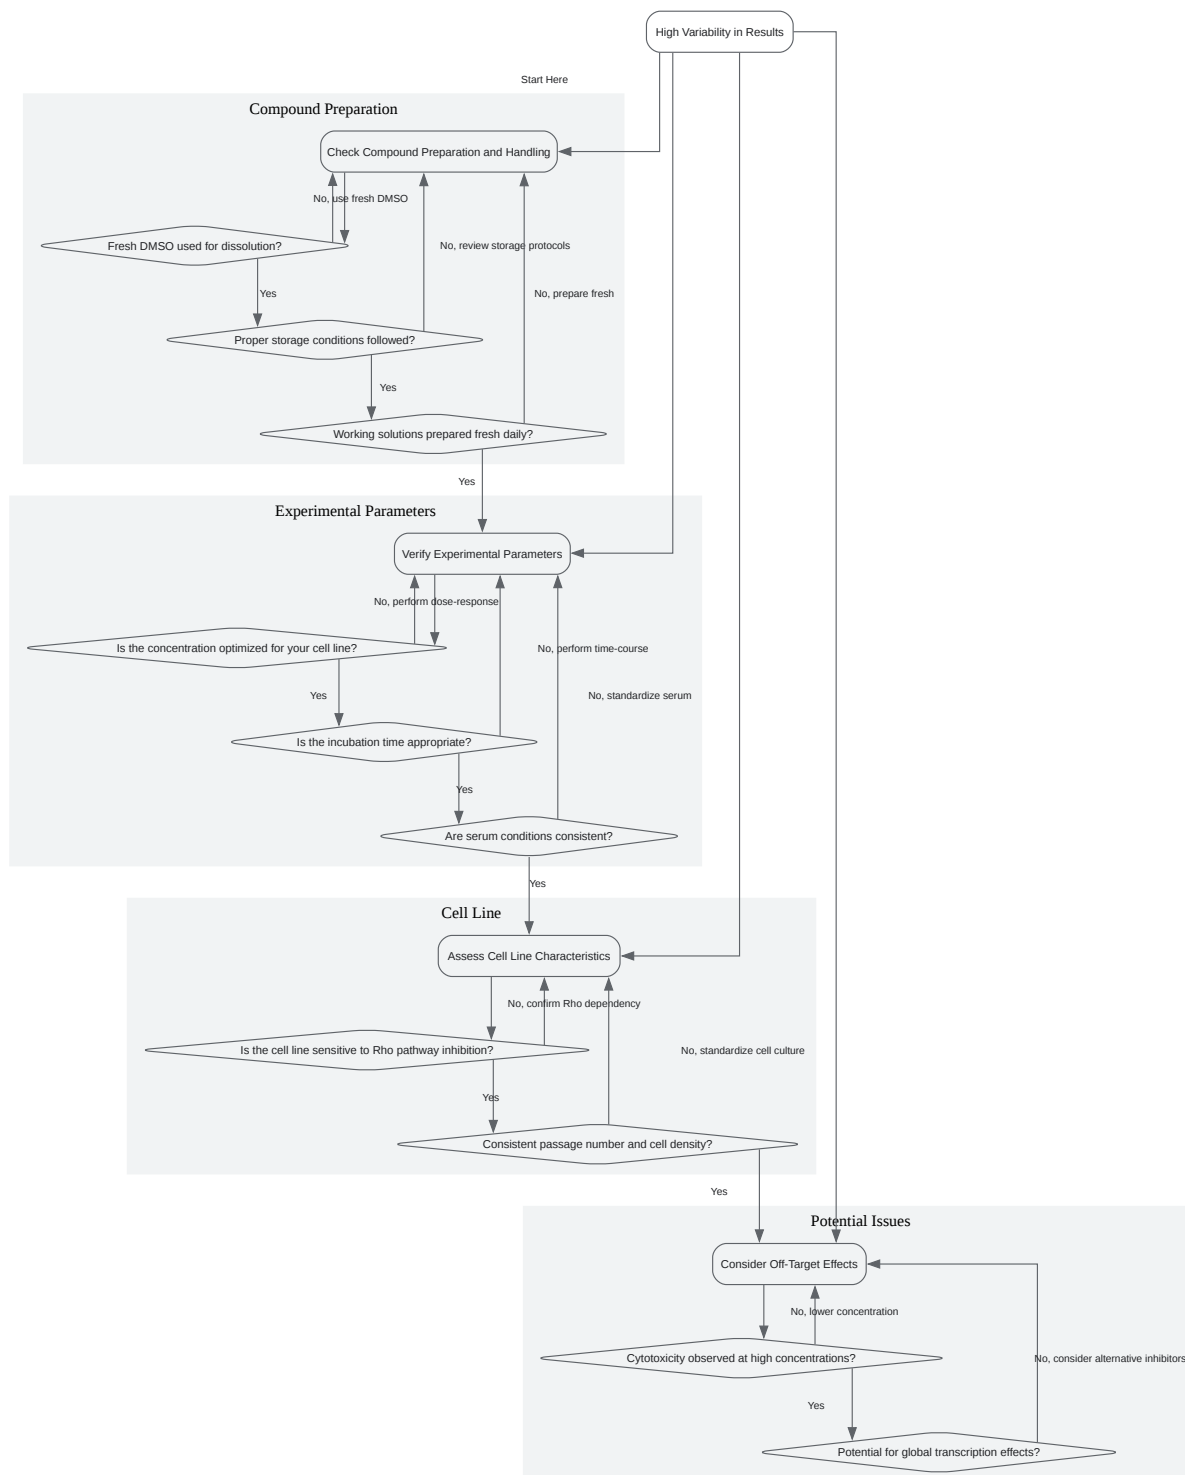 High Variability in Results
Start Here
Compound Preparation
Check Compound Preparation and Handling
No, use fresh DMSO
Fresh DMSO used for dissolution?
No, review storage protocols
Yes
No, prepare fresh
Proper storage conditions followed?
Yes
Working solutions prepared fresh daily?
Yes
Experimental Parameters
Verify Experimental Parameters
No, perform dose-response
Is the concentration optimized for your cell line?
No, perform time-course
Yes
No, standardize serum
Is the incubation time appropriate?
Yes
Are serum conditions consistent?
Yes
Cell Line
Assess Cell Line Characteristics
No, confirm Rho dependency
Is the cell line sensitive to Rho pathway inhibition?
No, standardize cell culture
Yes
Consistent passage number and cell density?
Yes
Potential Issues
Consider Off-Target Effects
No, lower concentration
Cytotoxicity observed at high concentrations?
No, consider alternative inhibitors
Yes
Potential for global transcription effects?